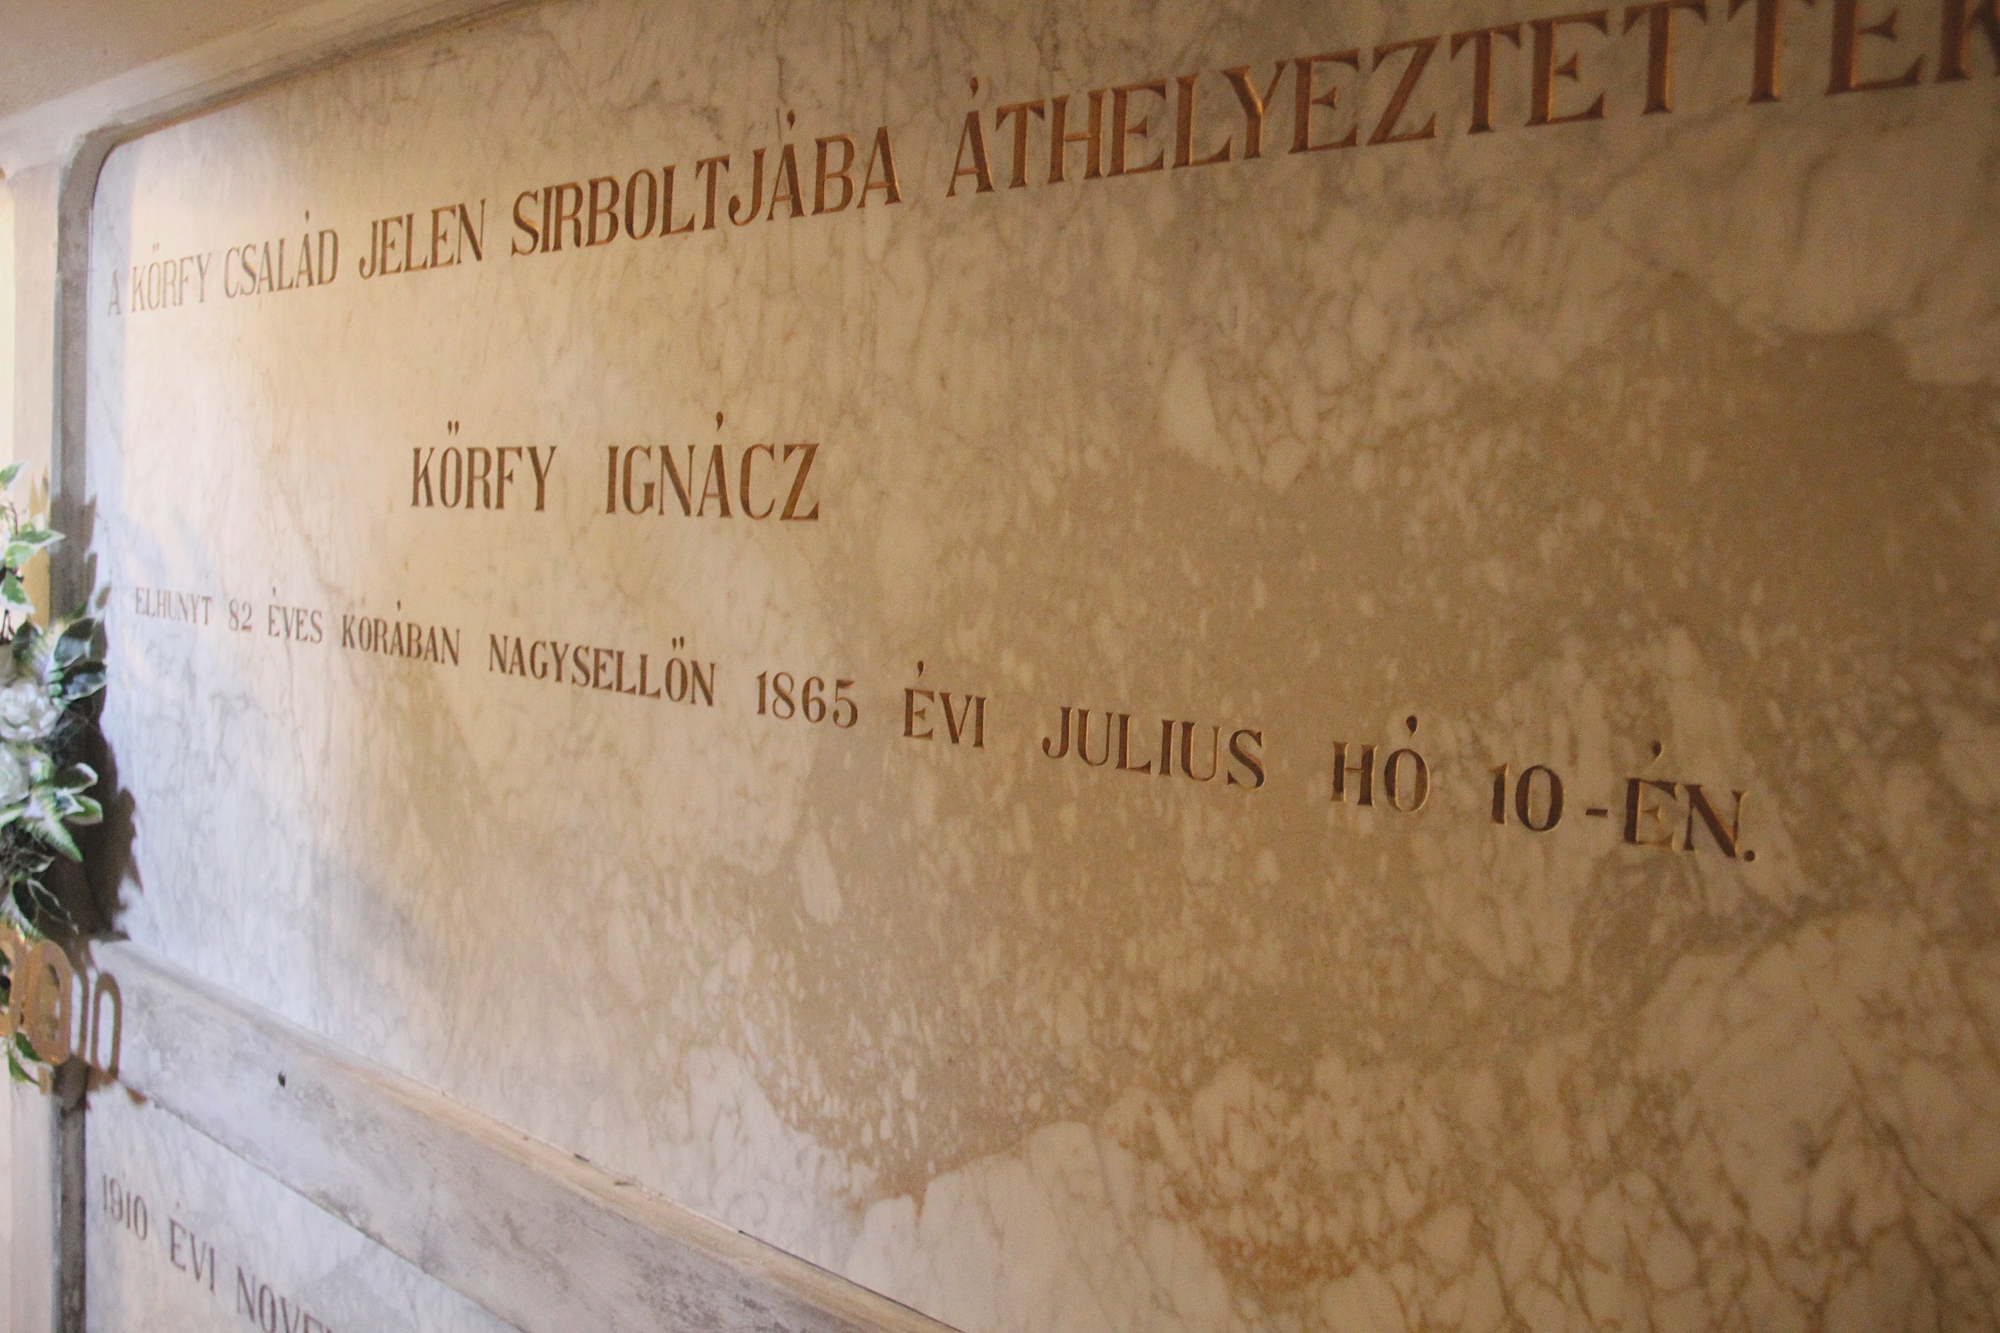 A KÖRFY CSALÁD JELEN SIRBOLTJÁBA ÁTHELYEZTETTEK
KÖRFY IGNÁCZ
ELHUNYT 82 ÉVES KORÁBAN NAGYSELLÖN 1865 ÉVI JULIUS HÓ 10-ÉN.
1910 ÉVI